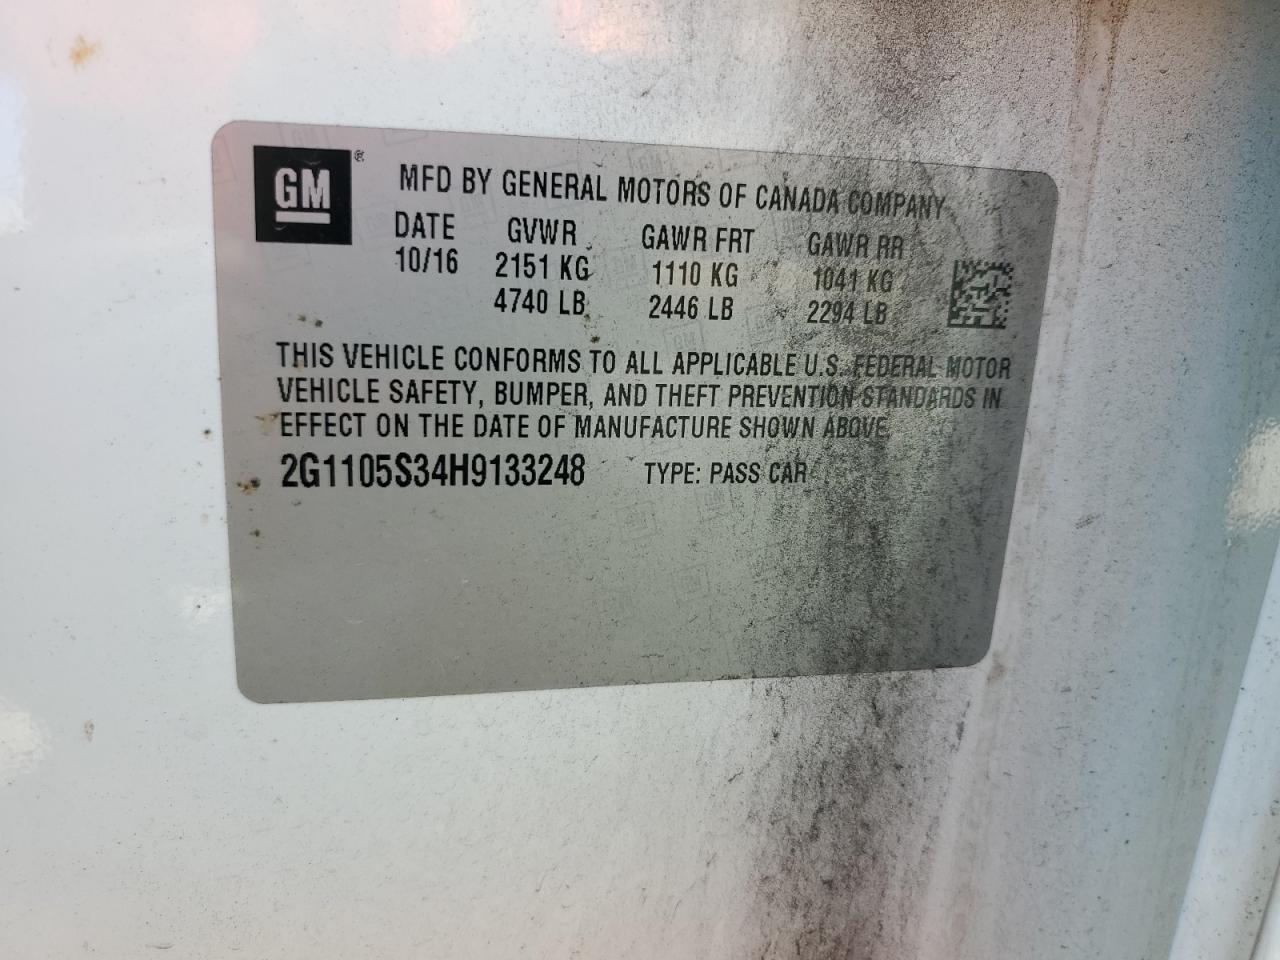 GM ®
MFD BY GENERAL MOTORS OF CANADA COMPANY
DATE GVWR GAWR FRT GAWR RR
10/16 2151 KG 1110 KG 1041 KG
4740 LB 2446 LB 2294 LB
THIS VEHICLE CONFORMS TO ALL APPLICABLE U.S. FEDERAL MOTOR
VEHICLE SAFETY, BUMPER, AND THEFT PREVENTION STANDARDS IN
EFFECT ON THE DATE OF MANUFACTURE SHOWN ABOVE.
2G1105S34H9133248 TYPE: PASS CAR